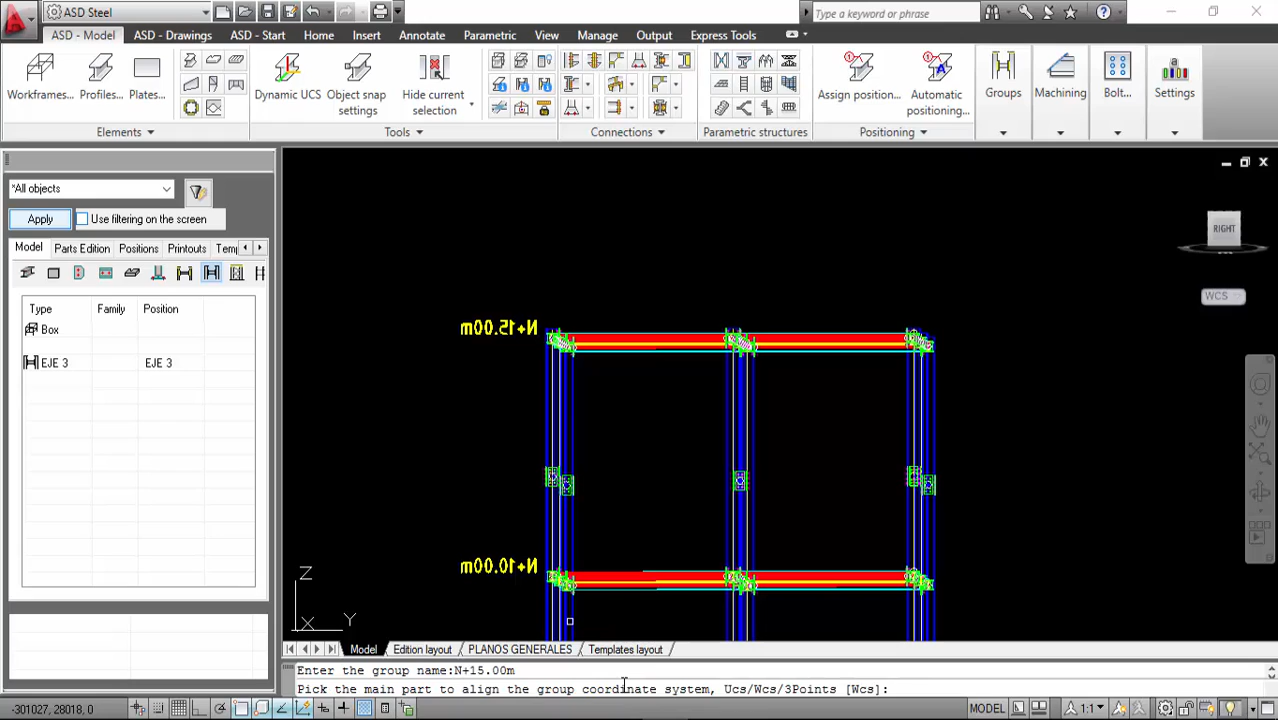 ASD Steel
Type a keyword or phrase
ASD - Model
ASD - Drawings
ASD - Start
Home
Insert
Annotate
Parametric
View
Manage
Output
Express Tools
Workframes...
Profiles...
Plates...
Dynamic UCS
Object snap settings
Hide current selection
Assign position...
Automatic positioning...
Groups
Machining
Bolt...
Settings
Elements
Tools
Connections
Parametric structures
Positioning
*All objects
Apply
Use filtering on the screen
Model
Parts Edition
Positions
Printouts
Temp
Type
Family
Position
Box
EJE 3
EJE 3
RIGHT
WCS
N+15.00m
N+10.00m
Z
X
Y
Model
Edition layout
PLANOS GENERALES
Templates layout
Enter the group name:N+15.00m
Pick the main part to align the group coordinate system, Ucs/Wcs/3Points [Wcs]:
-301027, 28018, 0
MODEL
1:1